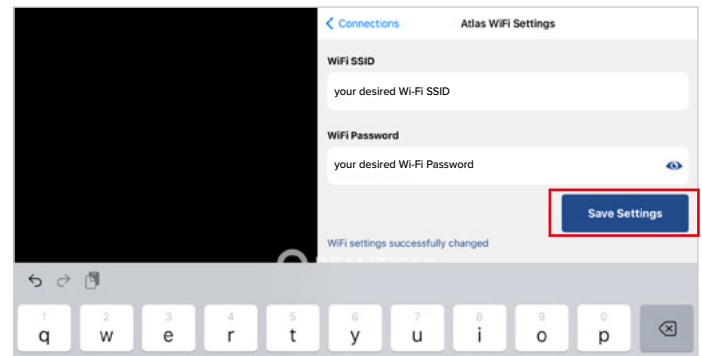 Connections
Atlas WiFi Settings
WiFi SSID
your desired Wi-Fi SSID
WiFi Password
your desired Wi-Fi Password
Save Settings
WiFi settings successfully changed
1 2 3 4 5 6 7 8 9 0
q w e r t y u i o p